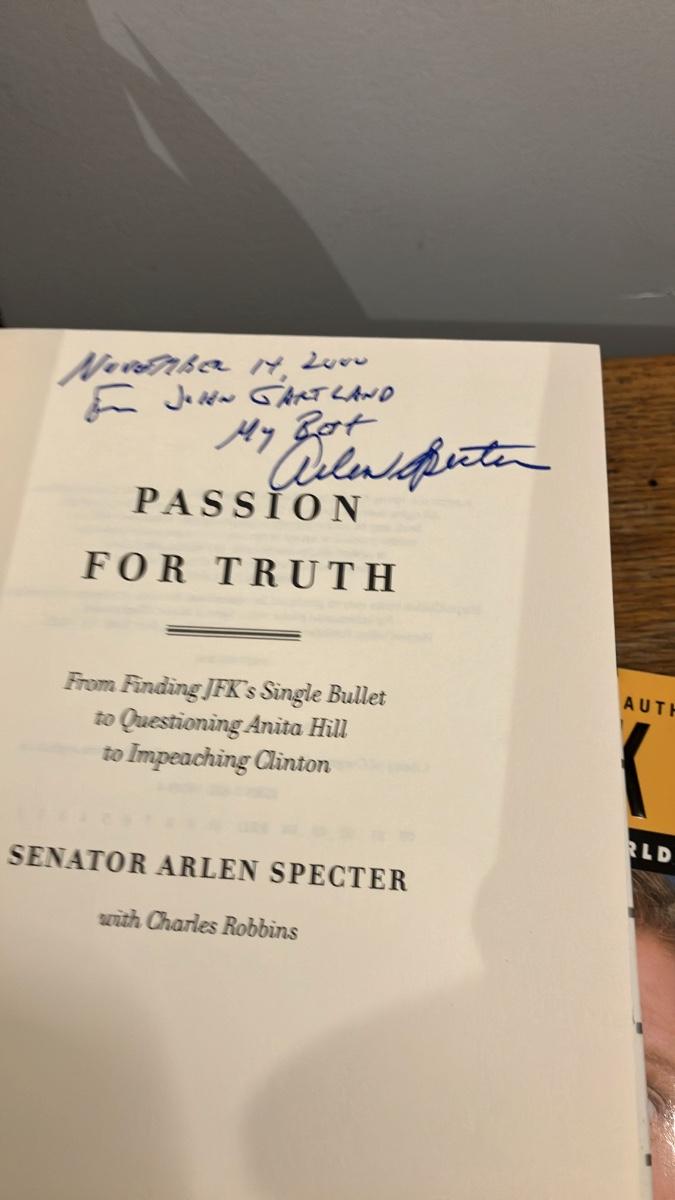 November 14, 2000
For John Gartland
My Best
Arlen Specter
PASSION
FOR TRUTH
From Finding JFK's Single Bullet
to Questioning Anita Hill
to Impeaching Clinton
SENATOR ARLEN SPECTER
with Charles Robbins
AUTH
K
RLD